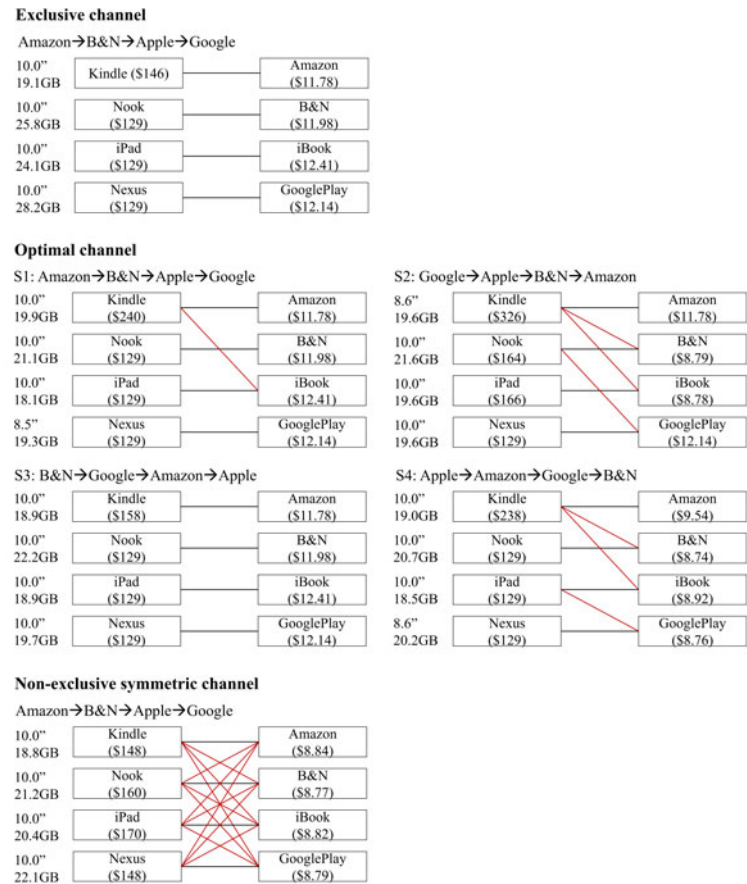 Exclusive channel
Amazon→B&N→Apple→Google
10.0”
19.1GB
Kindle ($146)
Amazon
($11.78)
10.0”
25.8GB
Nook
($129)
B&N
($11.98)
10.0”
24.1GB
iPad
($129)
iBook
($12.41)
10.0”
28.2GB
Nexus
($129)
GooglePlay
($12.14)
Optimal channel
S1: Amazon→B&N→Apple→Google
10.0”
19.9GB
Kindle
($240)
Amazon
($11.78)
10.0”
21.1GB
Nook
($129)
B&N
($11.98)
10.0”
18.1GB
iPad
($129)
iBook
($12.41)
8.5”
19.3GB
Nexus
($129)
GooglePlay
($12.14)
S2: Google→Apple→B&N→Amazon
8.6”
19.6GB
Kindle
($326)
Amazon
($11.78)
10.0”
21.6GB
Nook
($164)
B&N
($8.79)
10.0”
19.6GB
iPad
($166)
iBook
($8.78)
10.0”
19.6GB
Nexus
($129)
GooglePlay
($12.14)
S3: B&N→Google→Amazon→Apple
10.0”
18.9GB
Kindle
($158)
Amazon
($11.78)
10.0”
22.2GB
Nook
($129)
B&N
($11.98)
10.0”
18.9GB
iPad
($129)
iBook
($12.41)
10.0”
19.7GB
Nexus
($129)
GooglePlay
($12.14)
S4: Apple→Amazon→Google→B&N
10.0”
19.0GB
Kindle
($238)
Amazon
($9.54)
10.0”
20.7GB
Nook
($129)
B&N
($8.74)
10.0”
18.5GB
iPad
($129)
iBook
($8.92)
8.6”
20.2GB
Nexus
($129)
GooglePlay
($8.76)
Non-exclusive symmetric channel
Amazon→B&N→Apple→Google
10.0”
18.8GB
Kindle
($148)
Amazon
($8.84)
10.0”
21.2GB
Nook
($160)
B&N
($8.77)
10.0”
20.4GB
iPad
($170)
iBook
($8.82)
10.0”
22.1GB
Nexus
($148)
GooglePlay
($8.79)